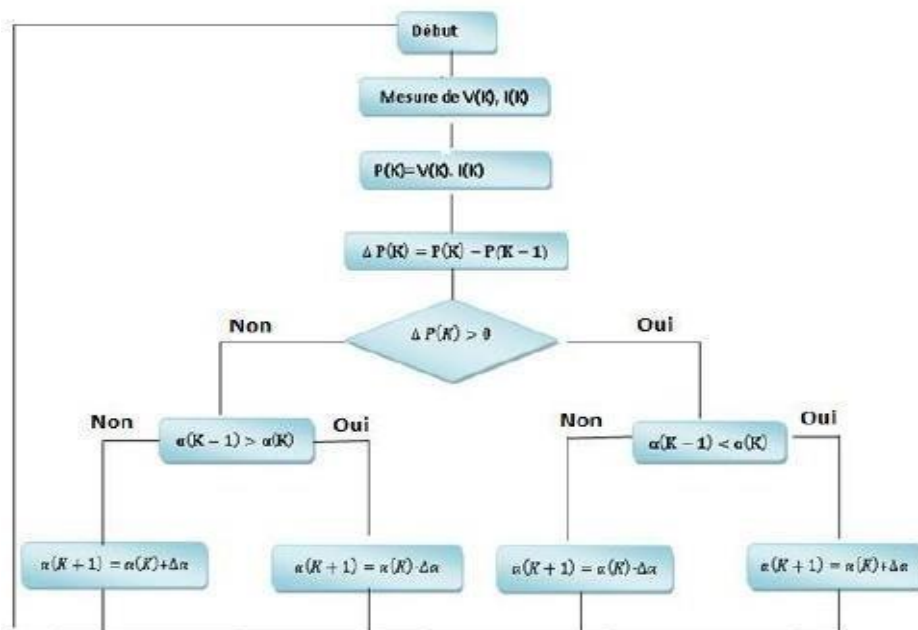 Début
Mesure de V(K), I(K)
P(K)=V(K). I(K)
Δ P(K) = P(K) − P(K − 1)
Δ P(K) > 0
Non
Oui
Non
α(K − 1) > α(K)
Oui
Non
α(K − 1) < α(K)
Oui
α(K + 1) = α(K)+Δα
α(K + 1) = α(K)-Δα
α(K + 1) = α(K)-Δα
α(K + 1) = α(K)+Δα